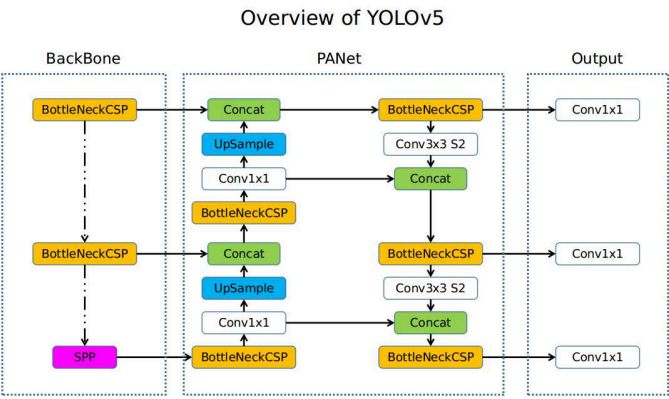 Overview of YOLOv5
BackBone PANet Output
BottleNeckCSP Concat BottleNeckCSP Conv1x1
UpSample Conv3x3 S2
Conv1x1 Concat
BottleNeckCSP
BottleNeckCSP Concat BottleNeckCSP Conv1x1
UpSample Conv3x3 S2
Conv1x1 Concat
SPP BottleNeckCSP BottleNeckCSP Conv1x1